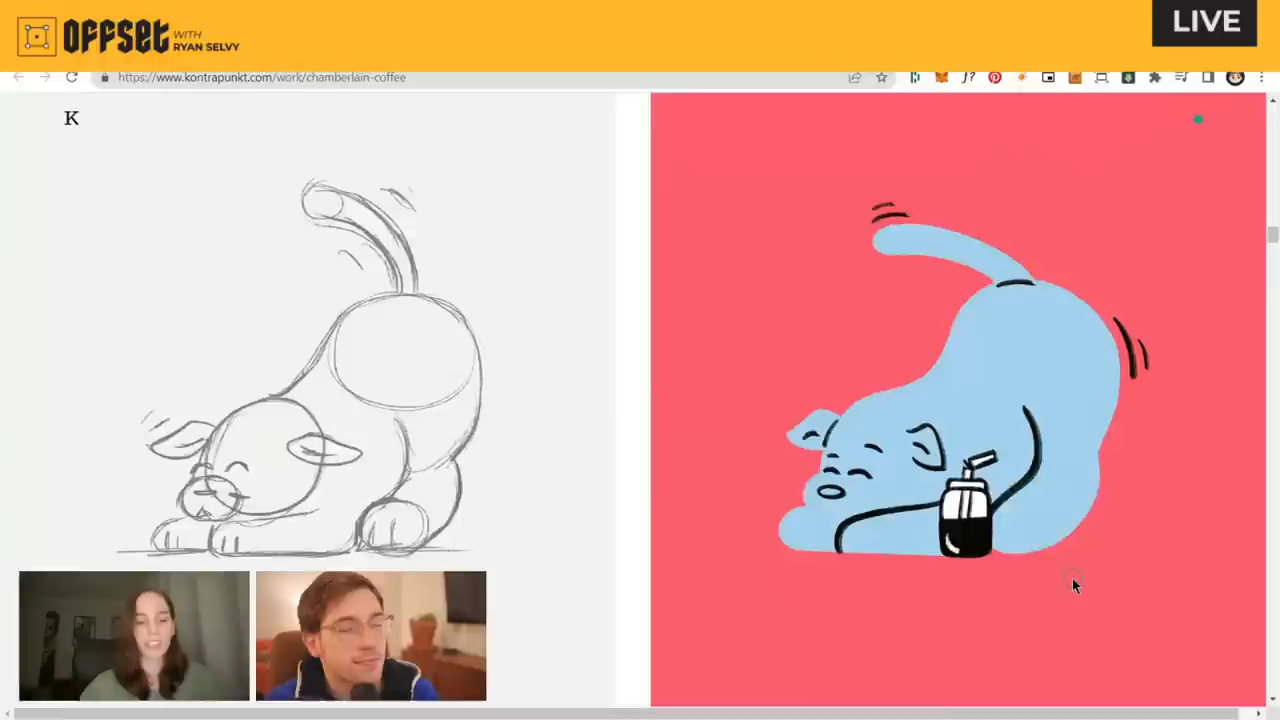 OFFSET WITH
RYAN SELVY
LIVE
https://www.kontrapunkt.com/work/chamberlain-coffee
f?
K